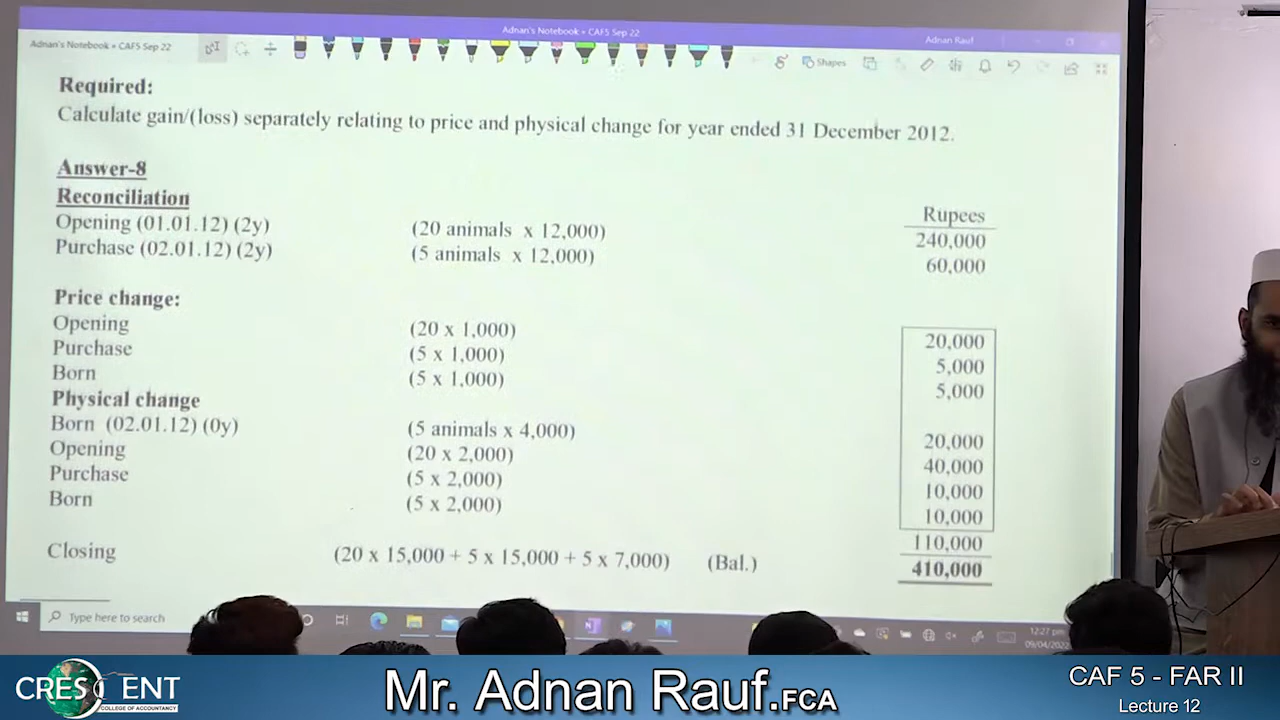 Adnan's Notebook » CAF5 Sep 22
Adnan's Notebook » CAF5 Sep 22
Adnan Rauf
Shapes
Required:
Calculate gain/(loss) separately relating to price and physical change for year ended 31 December 2012.
Answer-8
Reconciliation
Rupees
Opening (01.01.12) (2y) (20 animals x 12,000) 240,000
Purchase (02.01.12) (2y) (5 animals x 12,000) 60,000
Price change:
Opening (20 x 1,000) 20,000
Purchase (5 x 1,000) 5,000
Born (5 x 1,000) 5,000
Physical change
Born (02.01.12) (0y) (5 animals x 4,000) 20,000
Opening (20 x 2,000) 40,000
Purchase (5 x 2,000) 10,000
Born (5 x 2,000) 10,000
110,000
Closing (20 x 15,000 + 5 x 15,000 + 5 x 7,000) (Bal.) 410,000
Type here to search
12:27 pm
CRESCENT
COLLEGE OF ACCOUNTANCY
Mr. Adnan Rauf.FCA
CAF 5 - FAR II
Lecture 12